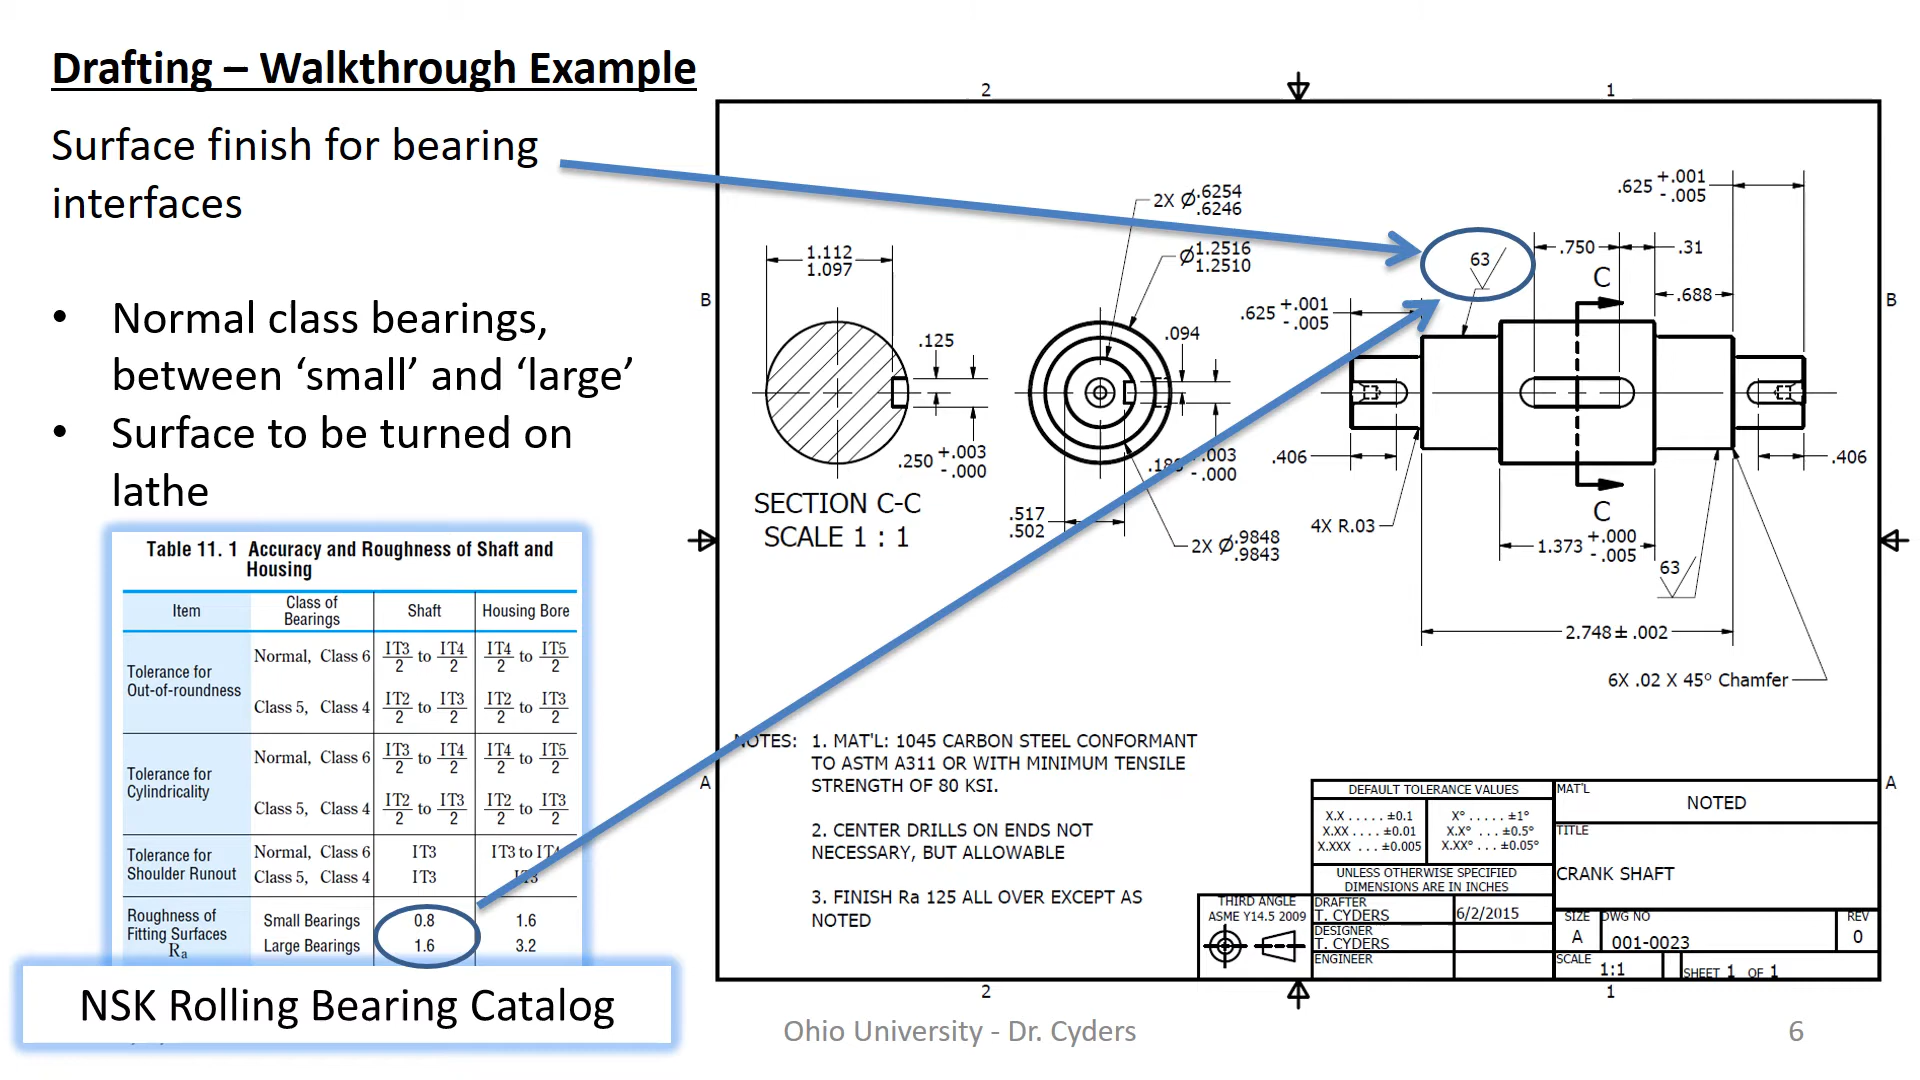 Drafting – Walkthrough Example
Surface finish for bearing
interfaces
• Normal class bearings,
between ‘small’ and ‘large’
• Surface to be turned on
lathe
Table 11. 1 Accuracy and Roughness of Shaft and
Housing
Item
Class of
Bearings
Shaft
Housing Bore
Tolerance for
Out-of-roundness
Normal, Class 6
IT3/2 to IT4/2
IT4/2 to IT5/2
Class 5, Class 4
IT2/2 to IT3/2
IT2/2 to IT3/2
Tolerance for
Cylindricality
Normal, Class 6
IT3/2 to IT4/2
IT4/2 to IT5/2
Class 5, Class 4
IT2/2 to IT3/2
IT2/2 to IT3/2
Tolerance for
Shoulder Runout
Normal, Class 6
IT3
IT3 to IT4
Class 5, Class 4
IT3
IT3
Roughness of
Fitting Surfaces
Ra
Small Bearings
0.8
1.6
Large Bearings
1.6
3.2
NSK Rolling Bearing Catalog
2
1
B
B
A
A
2
1
1.112
1.097
.125
.250 +.003
-.000
SECTION C-C
SCALE 1 : 1
2X Ø.6254
.6246
Ø1.2516
1.2510
.094
+.003
-.000
.517
.502
2X Ø.9848
.9843
.625 +.001
-.005
63
.750
.31
.688
.625 +.001
-.005
C
C
.406
.406
4X R.03
1.373 +.000
-.005
63
2.748±.002
6X .02 X 45° Chamfer
NOTES: 1. MAT'L: 1045 CARBON STEEL CONFORMANT
TO ASTM A311 OR WITH MINIMUM TENSILE
STRENGTH OF 80 KSI.
2. CENTER DRILLS ON ENDS NOT
NECESSARY, BUT ALLOWABLE
3. FINISH Ra 125 ALL OVER EXCEPT AS
NOTED
DEFAULT TOLERANCE VALUES
X.X . . . . . ±0.1
X.XX . . . . ±0.01
X.XXX . . . ±0.005
X° . . . . . ±1°
X.X° . . . ±0.5°
X.XX° . . . ±0.05°
UNLESS OTHERWISE SPECIFIED
DIMENSIONS ARE IN INCHES
THIRD ANGLE
ASME Y14.5 2009
DRAFTER
T. CYDERS
6/2/2015
DESIGNER
T. CYDERS
ENGINEER
MAT'L
NOTED
TITLE
CRANK SHAFT
SIZE
A
DWG NO
001-0023
REV
0
SCALE
1:1
SHEET 1 OF 1
Ohio University - Dr. Cyders
6